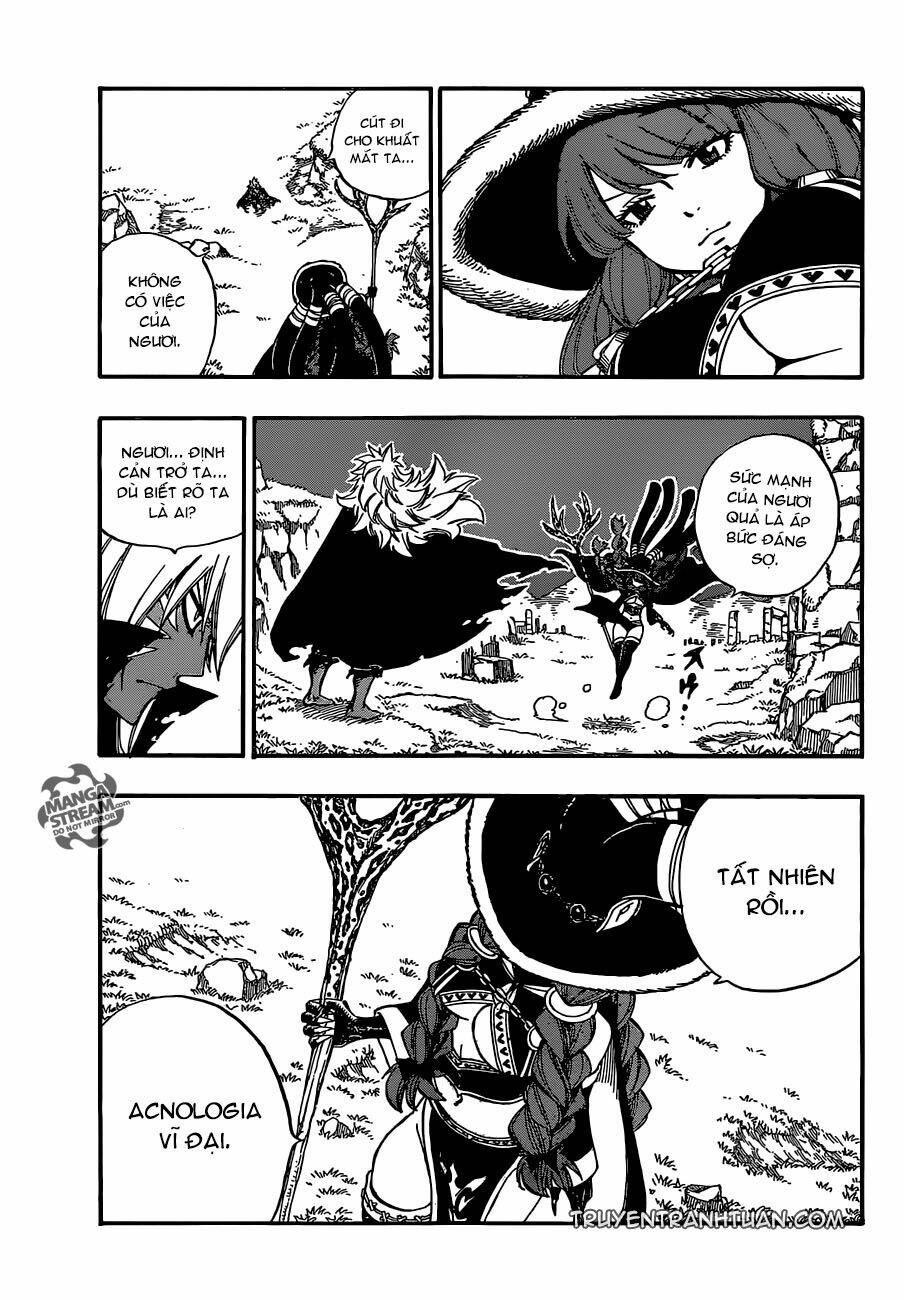 CÚT ĐI
CHO KHUẤT
MẮT TA...
KHÔNG
CÓ VIỆC
CỦA
NGƯƠI.
SỨC MẠNH
CỦA NGƯƠI
QUẢ LÀ ÁP
BỨC ĐÁNG
SỢ.
NGƯƠI... ĐỊNH
CẢN TRỞ TA...
DÙ BIẾT RÕ TA
LÀ AI?
MANGA
STREAM.com
DO NOT MIRROR
TẤT NHIÊN
RỒI...
ACNOLOGIA
VĨ ĐẠI.
TRUYENTRANHTUAN.COM